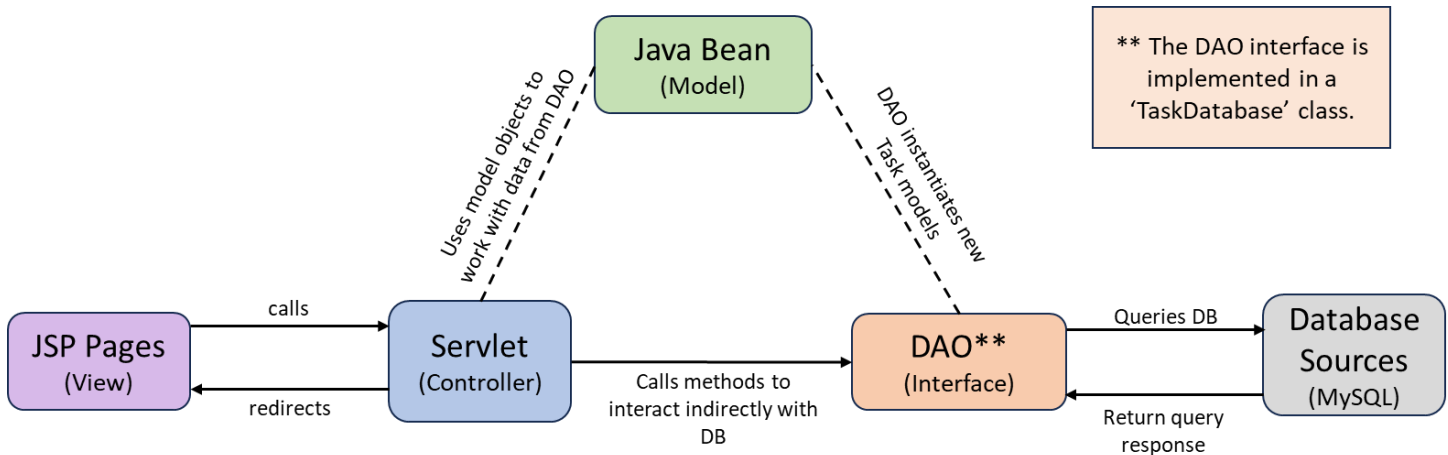 Java Bean
(Model)
** The DAO interface is
implemented in a
‘TaskDatabase’ class.
Uses model objects to
work with data from DAO
DAO instantiates new
Task models
JSP Pages
(View)
calls
redirects
Servlet
(Controller)
Calls methods to
interact indirectly with
DB
DAO**
(Interface)
Queries DB
Return query
response
Database
Sources
(MySQL)